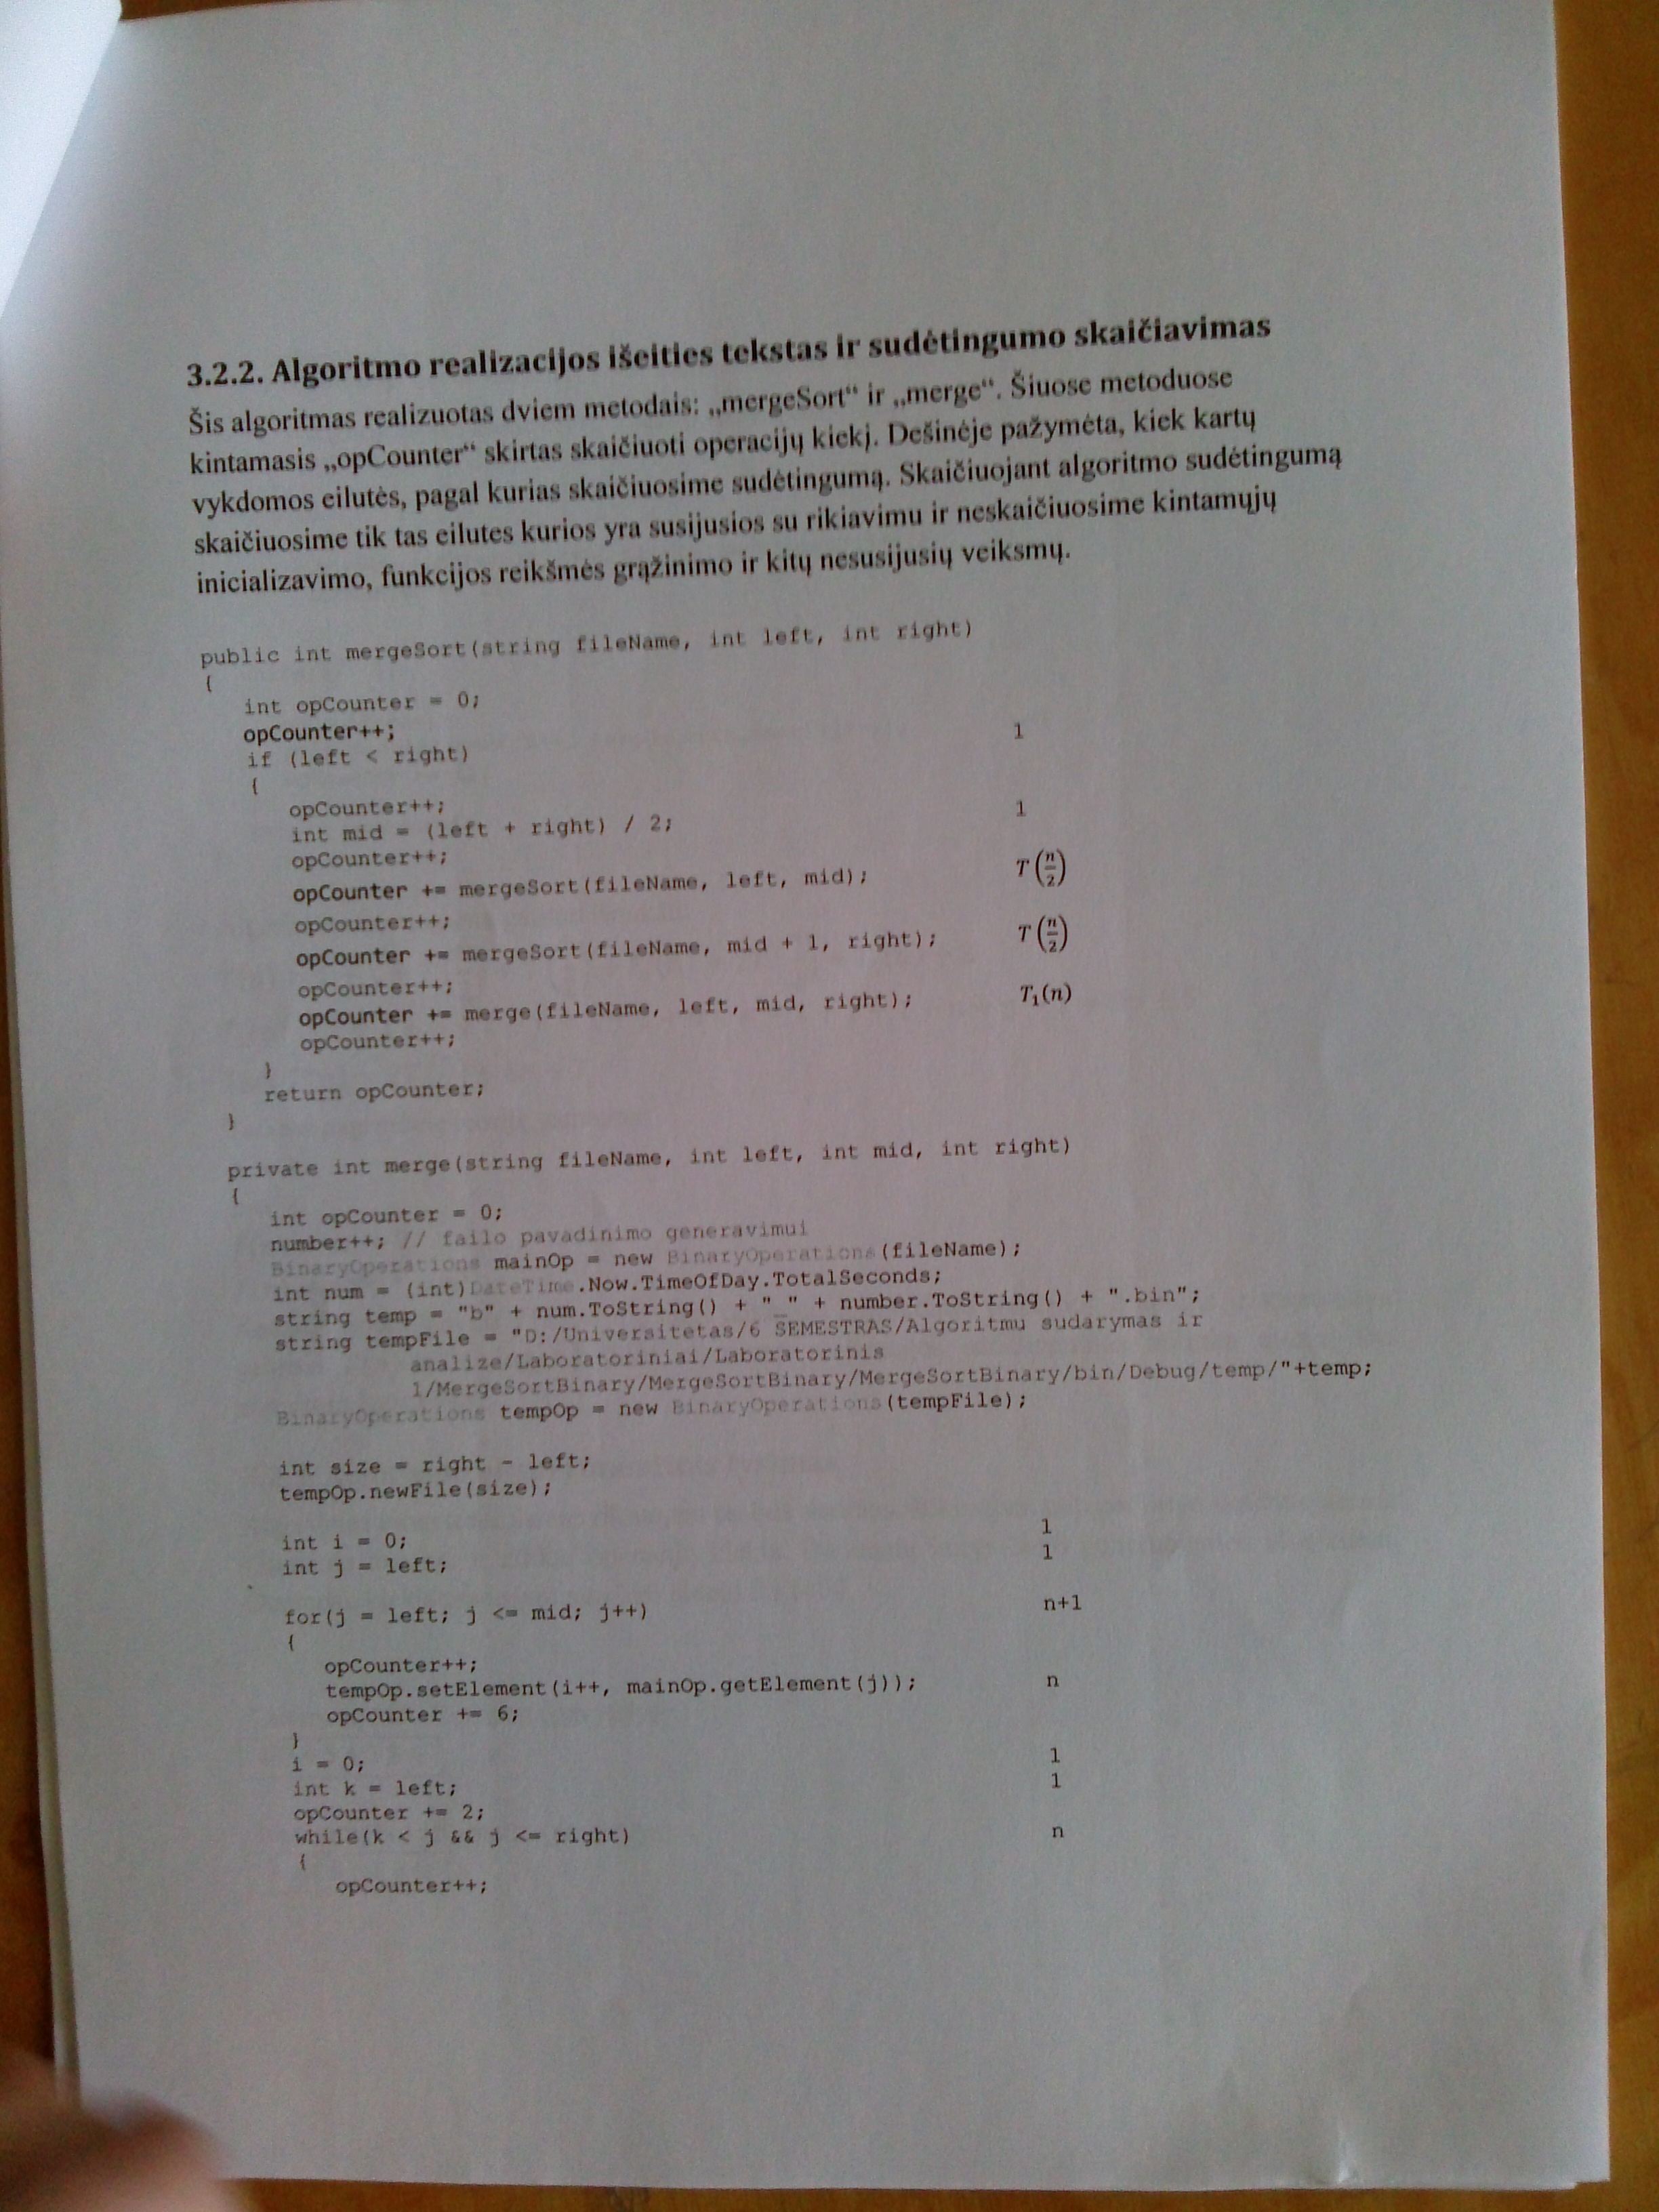 3.2.2. Algoritmo realizacijos išeities tekstas ir sudėtingumo skaičiavimas
Šis algoritmas realizuotas dviem metodais: „mergeSort“ ir „merge“. Šiuose metoduose
kintamasis „opCounter“ skirtas skaičiuoti operacijų kiekį. Dešinėje pažymėta, kiek kartų
vykdomos eilutės, pagal kurias skaičiuosime sudėtingumą. Skaičiuojant algoritmo sudėtingumą
skaičiuosime tik tas eilutes kurios yra susijusios su rikiavimu ir neskaičiuosime kintamųjų
inicializavimo, funkcijos reikšmės grąžinimo ir kitų nesusijusių veiksmų.
public int mergeSort(string fileName, int left, int right)
{
int opCounter = 0;
opCounter++; 1
if (left < right)
{
opCounter++; 1
int mid = (left + right) / 2;
opCounter++;
opCounter += mergeSort(fileName, left, mid); T(n/2)
opCounter++;
opCounter += mergeSort(fileName, mid + 1, right); T(n/2)
opCounter++;
opCounter += merge(fileName, left, mid, right); T₁(n)
opCounter++;
}
return opCounter;
}
private int merge(string fileName, int left, int mid, int right)
{
int opCounter = 0;
number++; // failo pavadinimo generavimui
BinaryOperations mainOp = new BinaryOperations(fileName);
int num = (int)DateTime.Now.TimeOfDay.TotalSeconds;
string temp = "b" + num.ToString() + "_" + number.ToString() + ".bin";
string tempFile = "D:/Universitetas/6 SEMESTRAS/Algoritmu sudarymas ir
analize/Laboratoriniai/Laboratorinis
1/MergeSortBinary/MergeSortBinary/MergeSortBinary/bin/Debug/temp/"+temp;
BinaryOperations tempOp = new BinaryOperations(tempFile);
int size = right - left;
tempOp.newFile(size);
int i = 0; 1
int j = left; 1
for(j = left; j <= mid; j++) n+1
{
opCounter++;
tempOp.setElement(i++, mainOp.getElement(j)); n
opCounter += 6;
}
i = 0; 1
int k = left; 1
opCounter += 2;
while(k < j && j <= right) n
{
opCounter++;